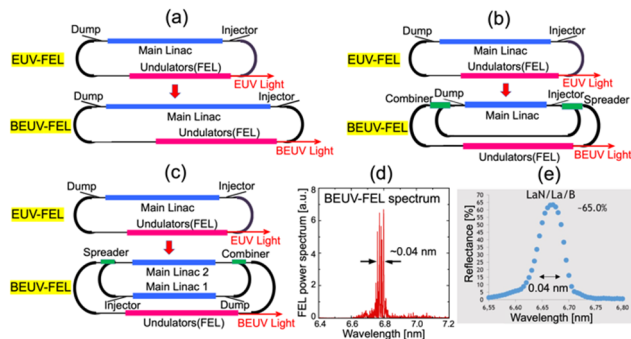 (a)
Dump
Injector
Main Linac
EUV-FEL
Undulators(FEL)
EUV Light
Dump
Injector
Main Linac
BEUV-FEL
Undulators(FEL)
BEUV Light
(b)
Dump
Injector
Main Linac
EUV-FEL
Undulators(FEL)
EUV Light
Combiner
Dump
Injector
Spreader
Main Linac
BEUV-FEL
Undulators(FEL)
BEUV Light
(c)
Dump
Injector
Main Linac
EUV-FEL
Undulators(FEL)
EUV Light
Spreader
Combiner
Main Linac 2
BEUV-FEL
Main Linac 1
Injector
Dump
Undulators(FEL)
BEUV Light
(d)
BEUV-FEL spectrum
~0.04 nm
FEL power spectrum [a.u.]
8
6
4
2
0
6.4
6.6
6.8
7.0
7.2
Wavelength [nm]
(e)
LaN/La/B
~65.0%
0.04 nm
Reflectance [%]
70
65
60
55
50
45
40
35
30
25
20
15
10
5
0
6,55
6,60
6,65
6,70
6,75
6,80
Wavelength [nm]